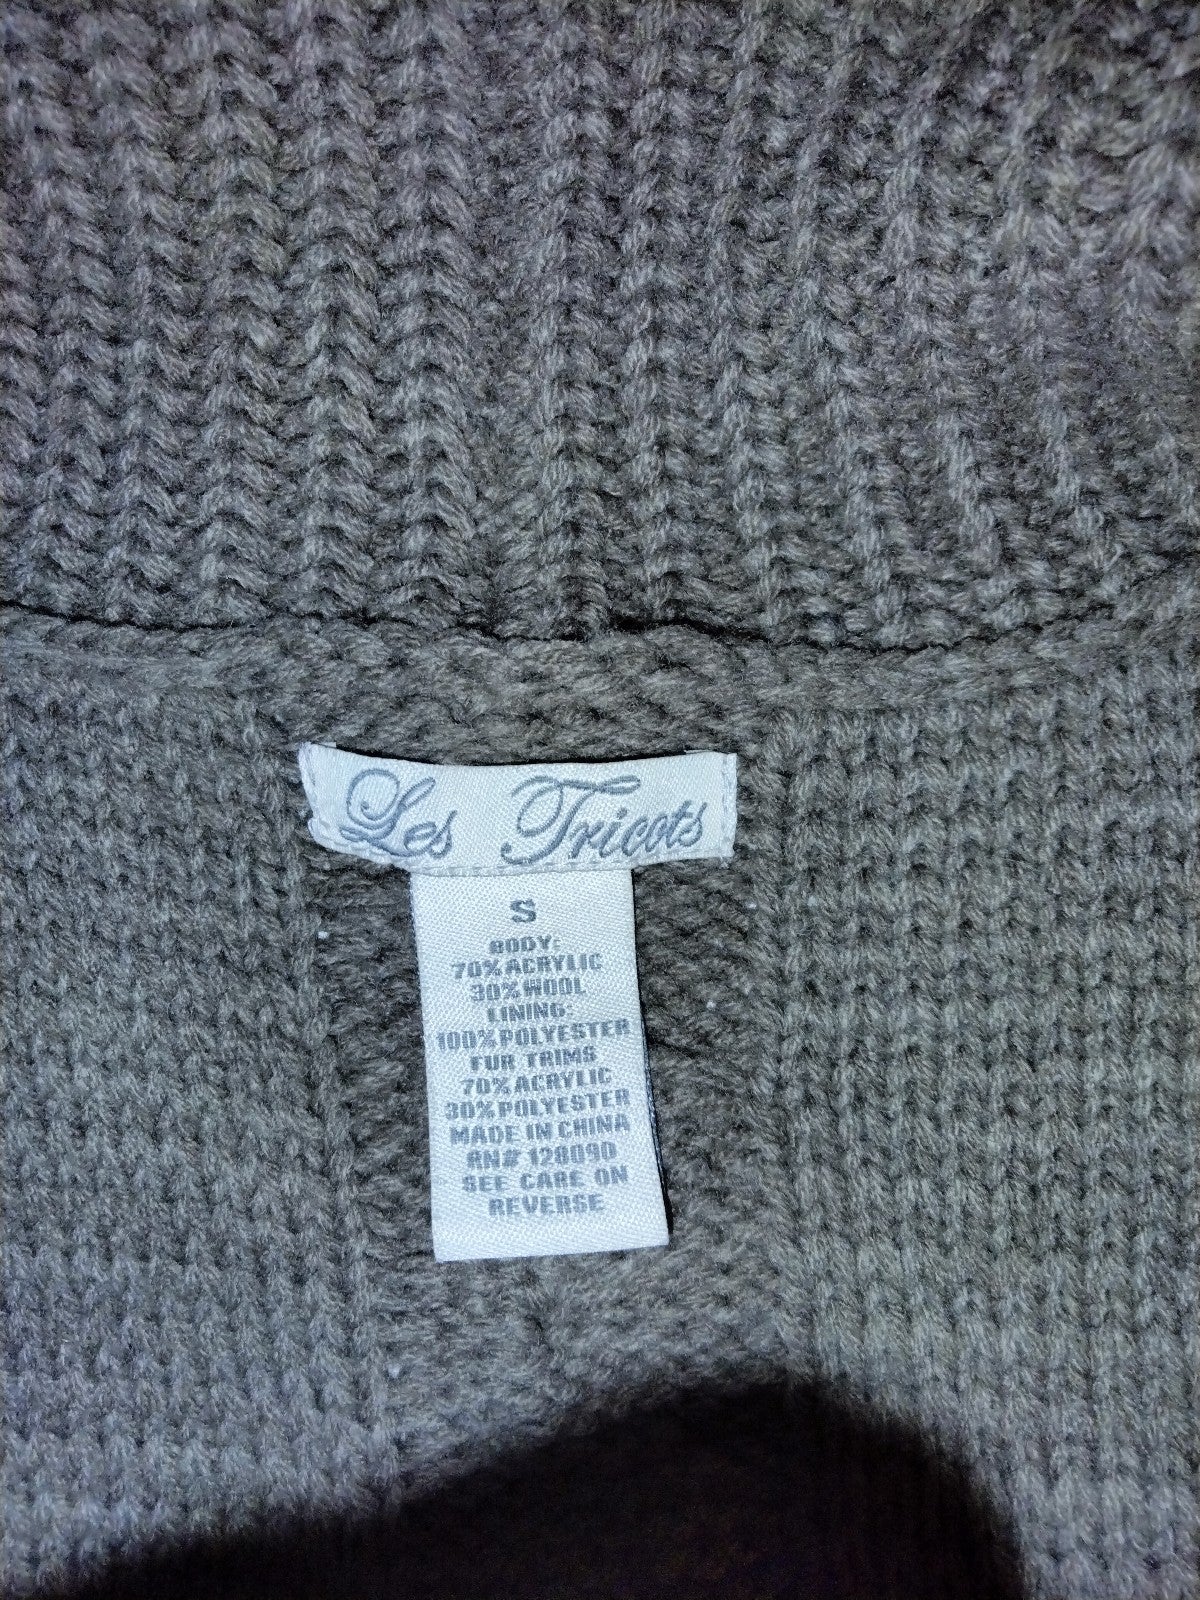 Les Tricots
S
BODY:
70% ACRYLIC
30% WOOL
LINING:
100% POLYESTER
FUR TRIMS
70% ACRYLIC
30% POLYESTER
MADE IN CHINA
RN# 128090
SEE CARE ON
REVERSE